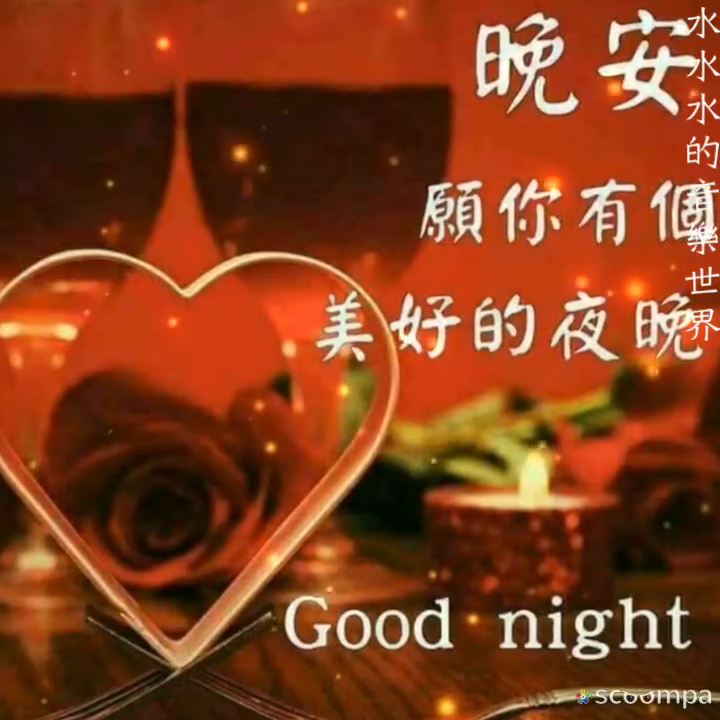 晚安
願你有個
美好的夜晚
水水水的音樂世界
Good night
scoompa